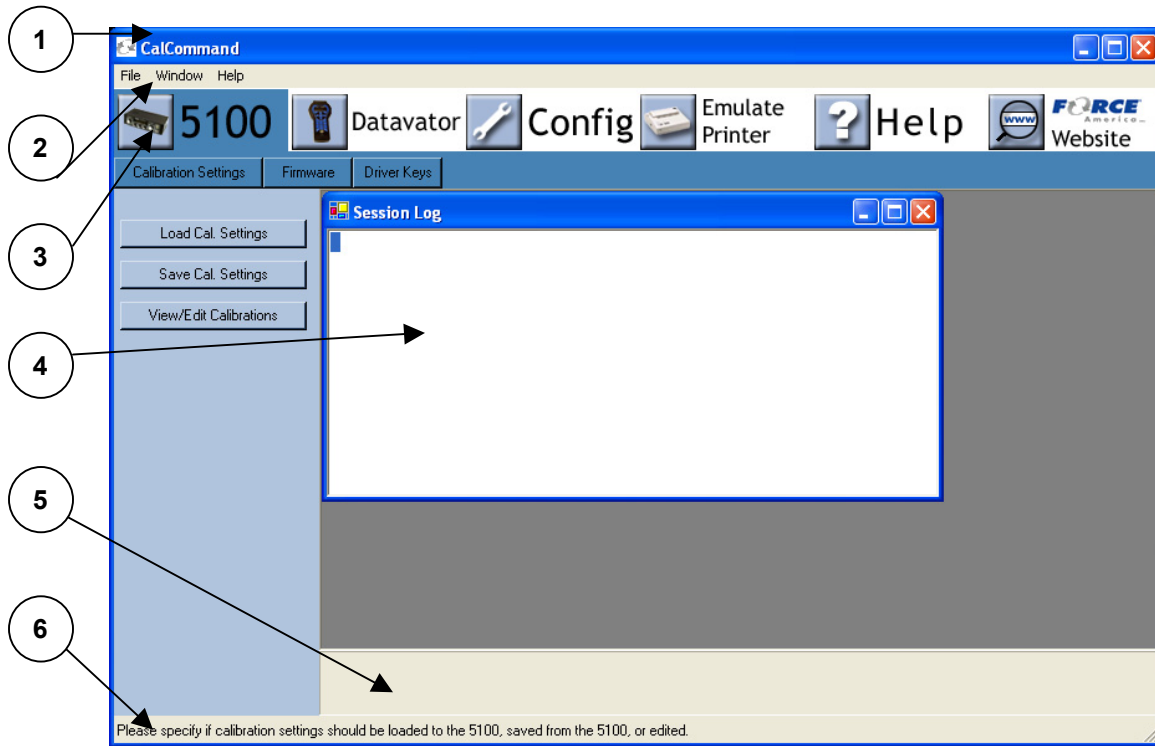 1
CalCommand
File Window Help
2
5100 Datavator Config Emulate Printer Help www FORCE America Website
Calibration Settings Firmware Driver Keys
3
Session Log
Load Cal. Settings
Save Cal. Settings
View/Edit Calibrations
4
5
6
Please specify if calibration settings should be loaded to the 5100, saved from the 5100, or edited.